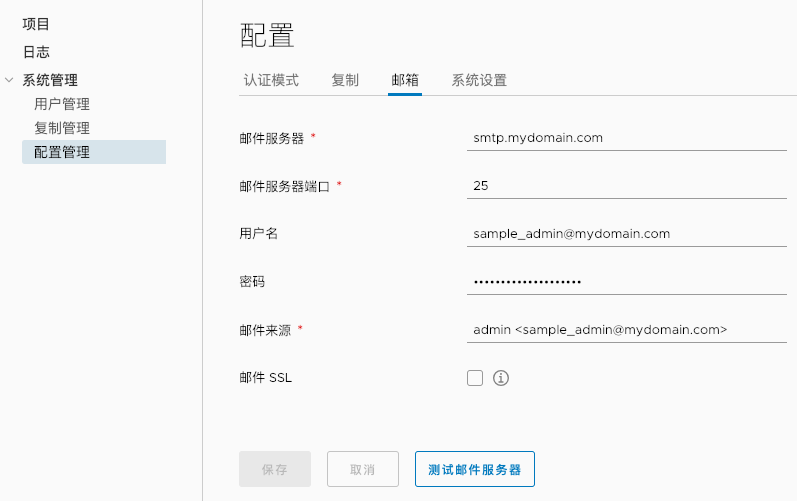 项目
日志
系统管理
用户管理
复制管理
配置管理
配置
认证模式 复制 邮箱 系统设置
邮件服务器 * smtp.mydomain.com
邮件服务器端口 * 25
用户名 sample_admin@mydomain.com
密码 •••••••••••••••••••••
邮件来源 * admin <sample_admin@mydomain.com>
邮件 SSL
保存 取消 测试邮件服务器